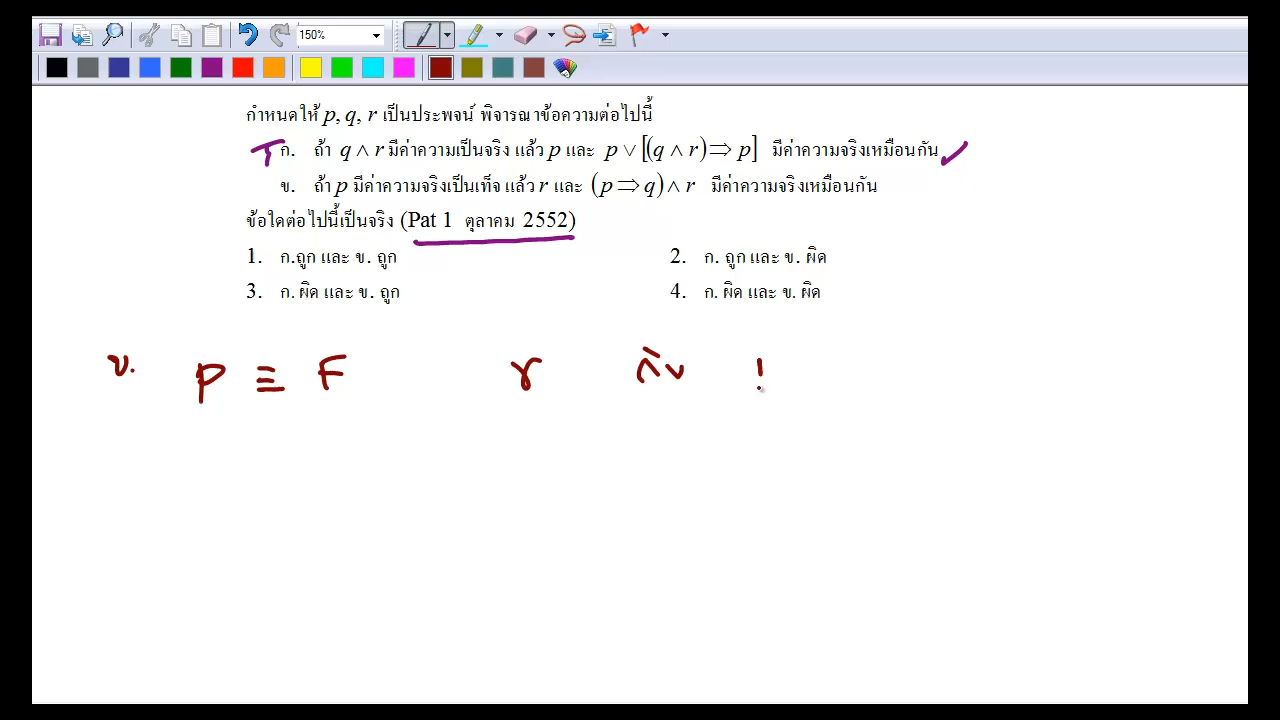 150%
กำหนดให้ p, q, r เป็นประพจน์ พิจารณาข้อความต่อไปนี้
T ก. ถ้า q ∧ r มีค่าความเป็นจริง แล้ว p และ p ∨ [(q ∧ r) ⇒ p] มีค่าความจริงเหมือนกัน ✓
ข. ถ้า p มีค่าความจริงเป็นเท็จ แล้ว r และ (p ⇒ q) ∧ r มีค่าความจริงเหมือนกัน
ข้อใดต่อไปนี้เป็นจริง (Pat 1 ตุลาคม 2552)
1. ก.ถูก และ ข. ถูก
2. ก. ถูก และ ข. ผิด
3. ก. ผิด และ ข. ถูก
4. ก. ผิด และ ข. ผิด
ข. p ≡ F r กับ